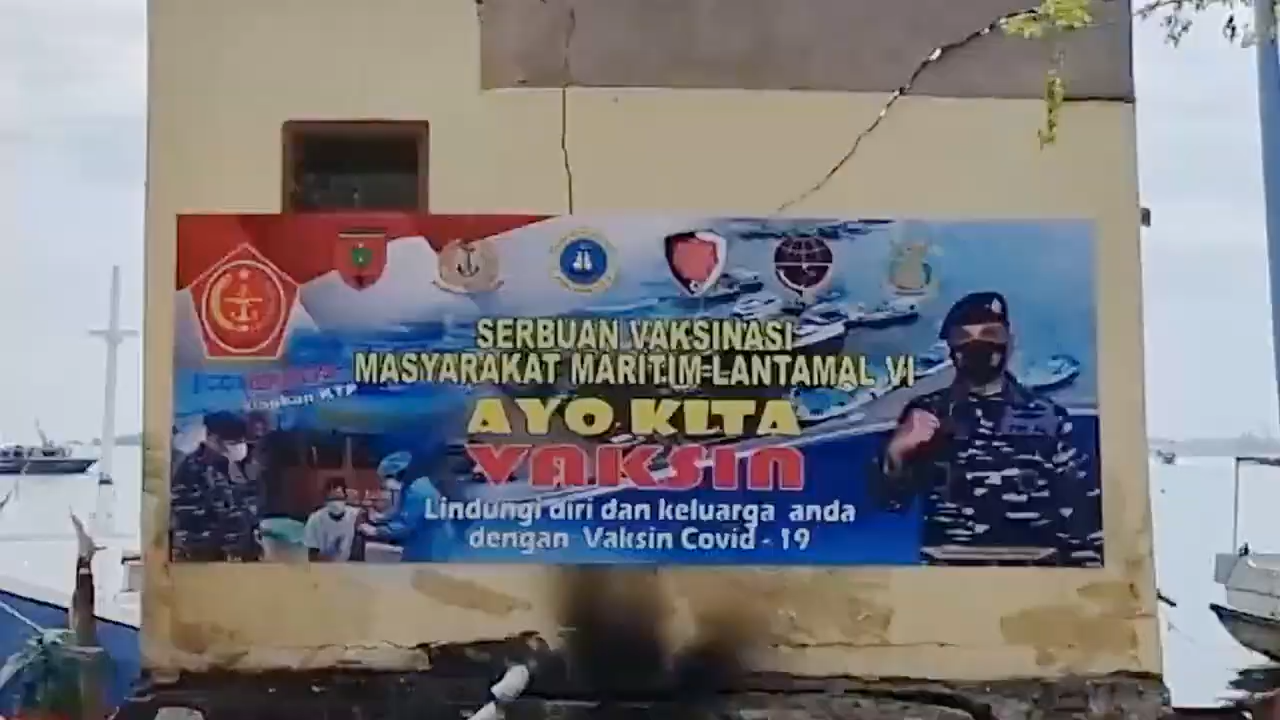 SERBUAN VAKSINASI
MASYARAKAT MARITIM LANTAMAL VI
AYO KITA
VAKSIN
Lindungi diri dan keluarga anda
dengan Vaksin Covid - 19